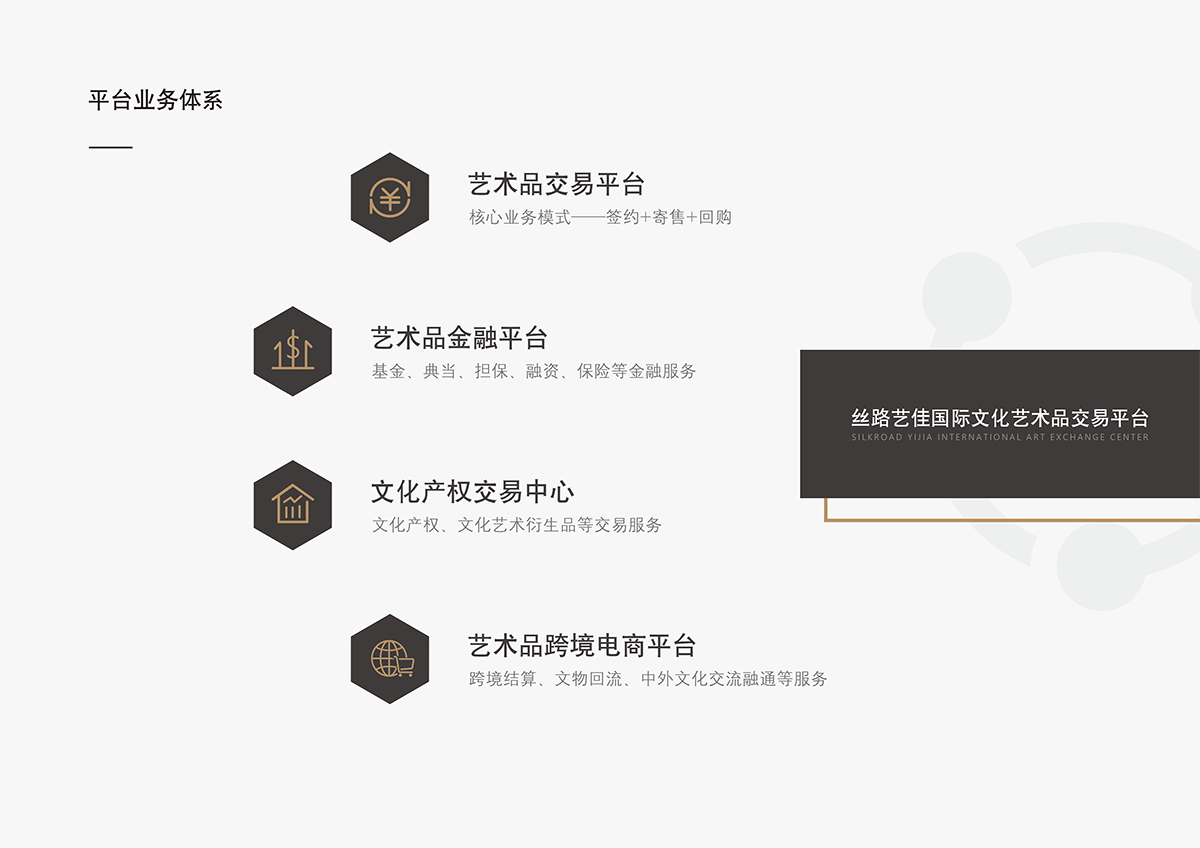 平台业务体系
艺术品交易平台
核心业务模式——签约+寄售+回购
艺术品金融平台
基金、典当、担保、融资、保险等金融服务
文化产权交易中心
文化产权、文化艺术衍生品等交易服务
艺术品跨境电商平台
跨境结算、文物回流、中外文化交流融通等服务
丝路艺佳国际文化艺术品交易平台
SILKROAD YIJIA INTERNATIONAL ART EXCHANGE CENTER